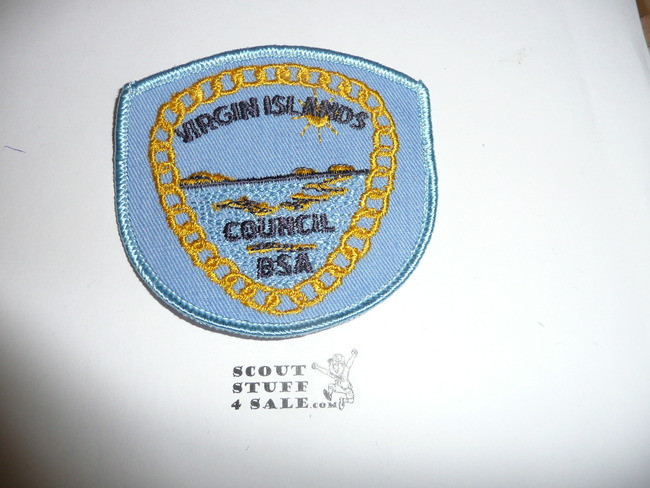 VIRGIN ISLANDS
COUNCIL
BSA
SCOUT
STUFF
4 SALE.com